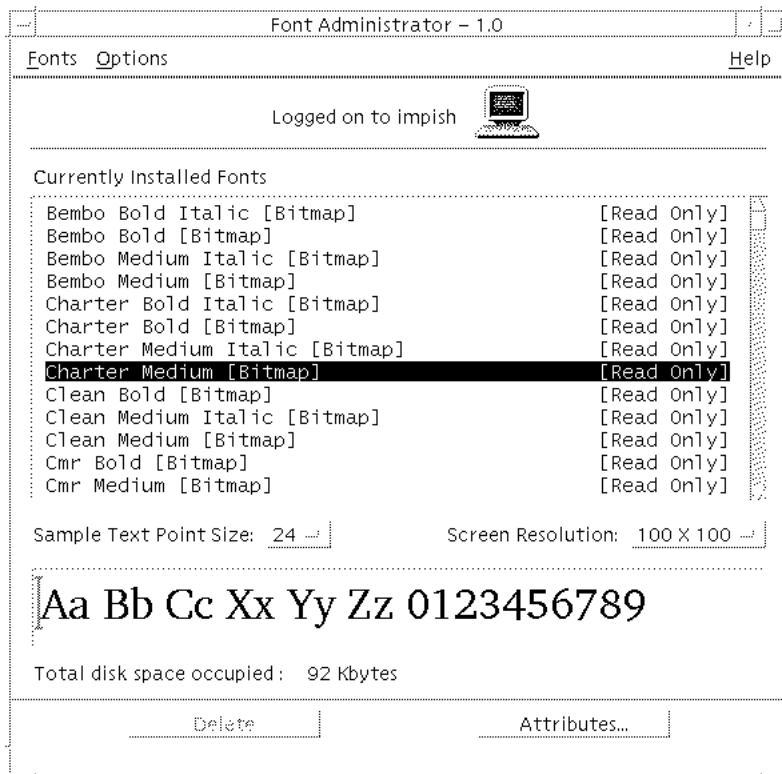 Font Administrator – 1.0
Fonts Options Help
Logged on to impish
Currently Installed Fonts
Bembo Bold Italic [Bitmap] [Read Only]
Bembo Bold [Bitmap] [Read Only]
Bembo Medium Italic [Bitmap] [Read Only]
Bembo Medium [Bitmap] [Read Only]
Charter Bold Italic [Bitmap] [Read Only]
Charter Bold [Bitmap] [Read Only]
Charter Medium Italic [Bitmap] [Read Only]
Charter Medium [Bitmap] [Read Only]
Clean Bold [Bitmap] [Read Only]
Clean Medium Italic [Bitmap] [Read Only]
Clean Medium [Bitmap] [Read Only]
Cmr Bold [Bitmap] [Read Only]
Cmr Medium [Bitmap] [Read Only]
Sample Text Point Size: 24 Screen Resolution: 100 X 100
Aa Bb Cc Xx Yy Zz 0123456789
Total disk space occupied : 92 Kbytes
Delete Attributes...